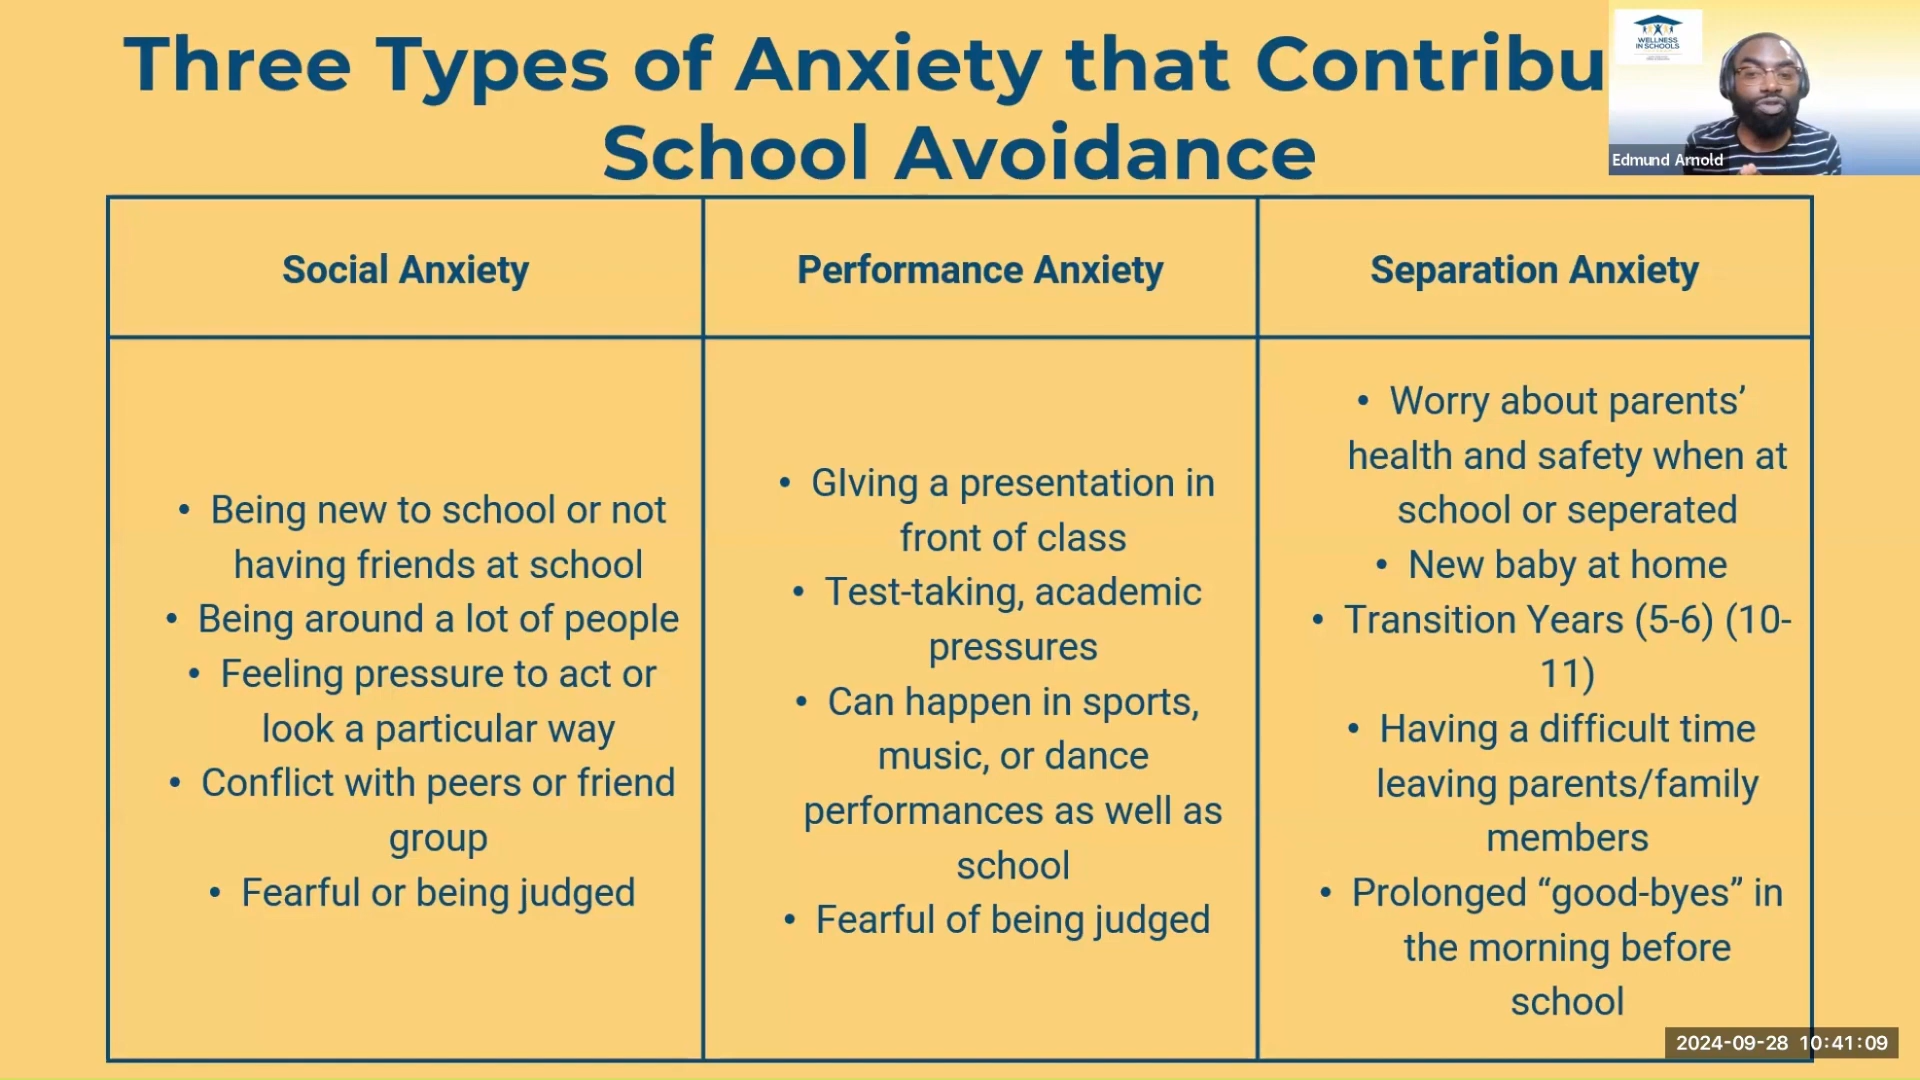 Three Types of Anxiety that Contribu
School Avoidance
WELLNESS
IN SCHOOLS
Edmund Arnold
Social Anxiety
Performance Anxiety
Separation Anxiety
• Being new to school or not
having friends at school
• Being around a lot of people
• Feeling pressure to act or
look a particular way
• Conflict with peers or friend
group
• Fearful or being judged
• GIving a presentation in
front of class
• Test-taking, academic
pressures
• Can happen in sports,
music, or dance
performances as well as
school
• Fearful of being judged
• Worry about parents’
health and safety when at
school or seperated
• New baby at home
• Transition Years (5-6) (10-
11)
• Having a difficult time
leaving parents/family
members
• Prolonged “good-byes” in
the morning before
school
2024-09-28 10:41:09